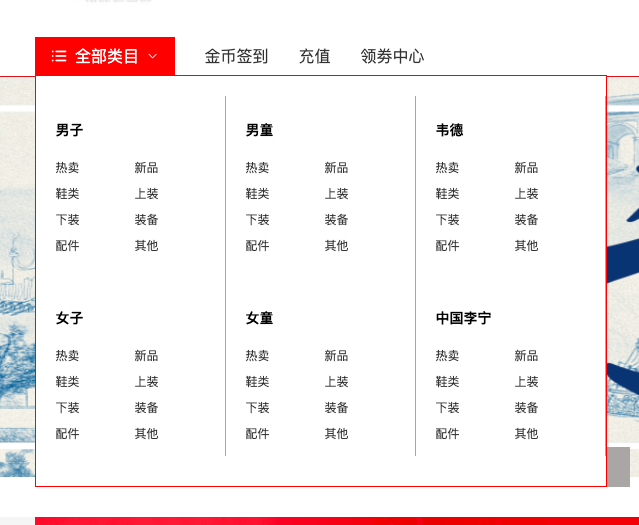 全部类目 金币签到 充值 领券中心
男子 男童 韦德
热卖 新品 热卖 新品 热卖 新品
鞋类 上装 鞋类 上装 鞋类 上装
下装 装备 下装 装备 下装 装备
配件 其他 配件 其他 配件 其他
女子 女童 中国李宁
热卖 新品 热卖 新品 热卖 新品
鞋类 上装 鞋类 上装 鞋类 上装
下装 装备 下装 装备 下装 装备
配件 其他 配件 其他 配件 其他